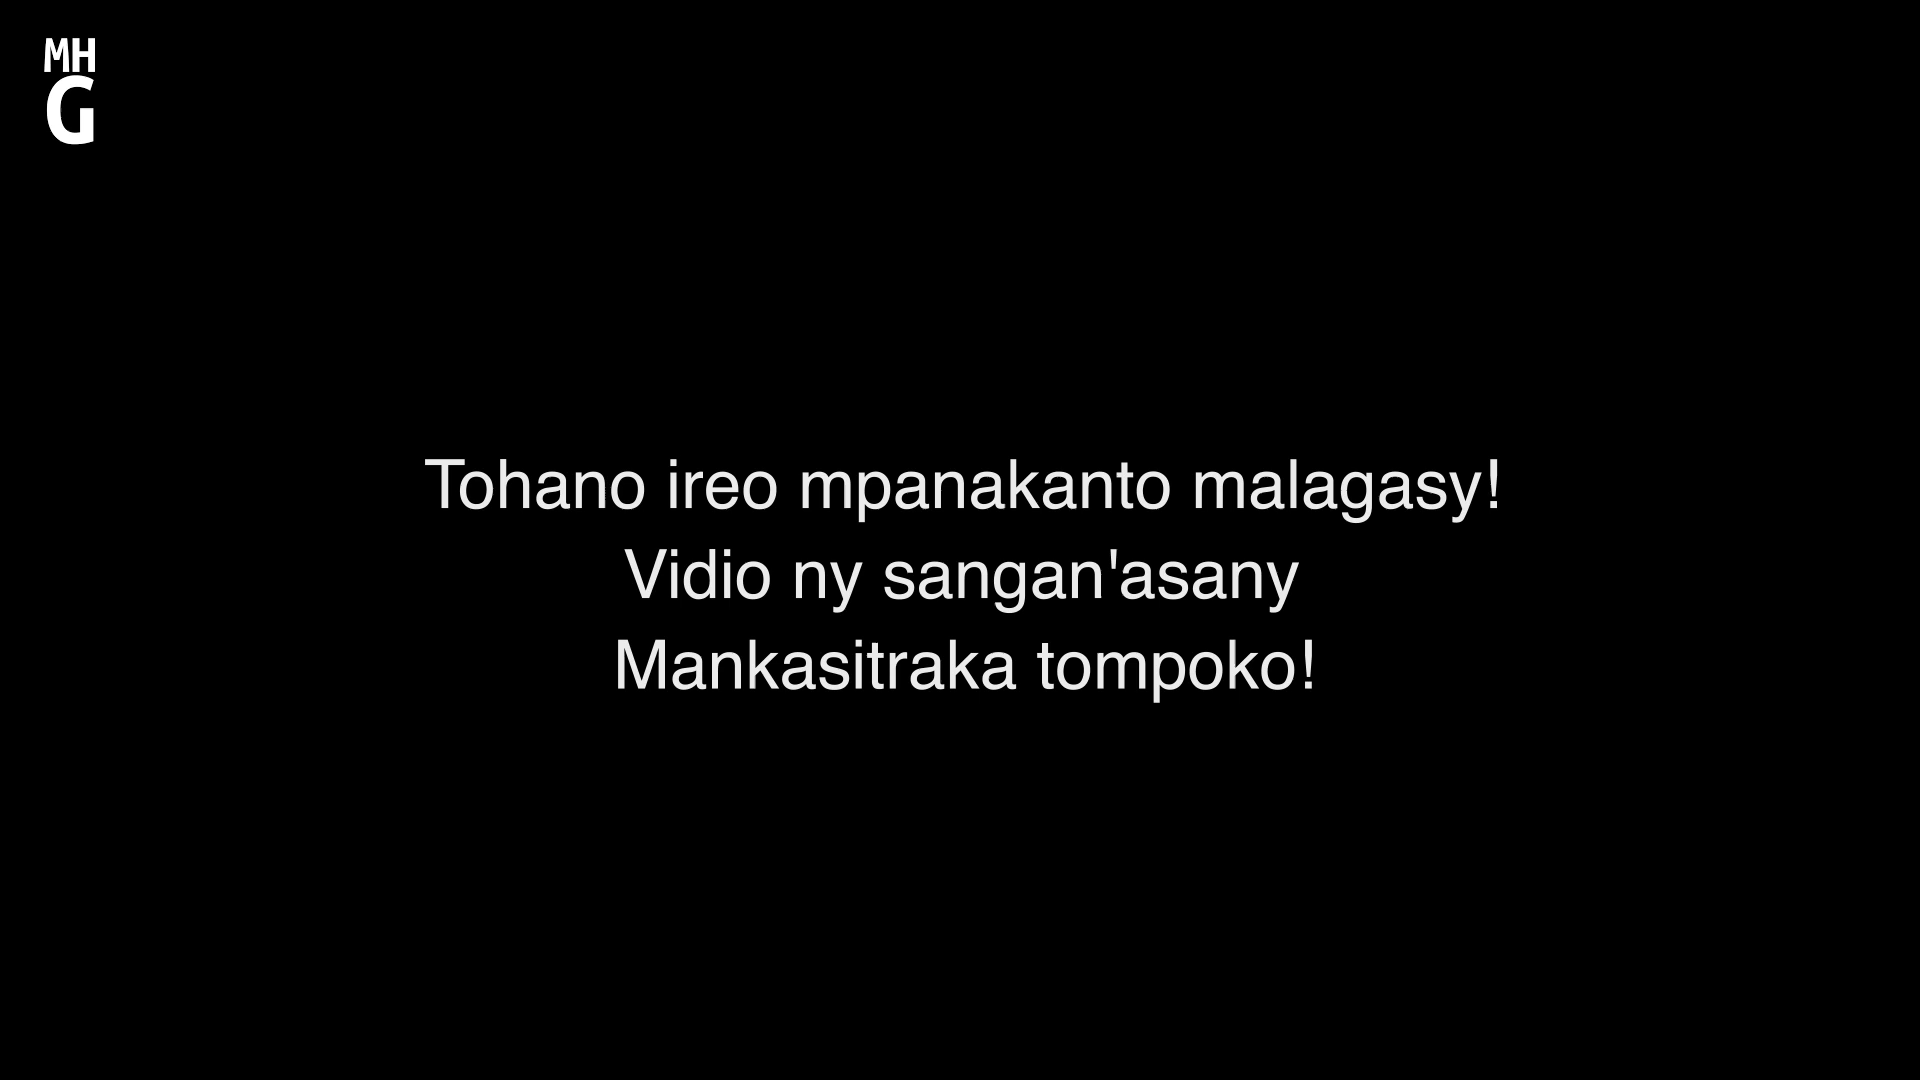 MH
G
Tohano ireo mpanakanto malagasy!
Vidio ny sangan'asany
Mankasitraka tompoko!